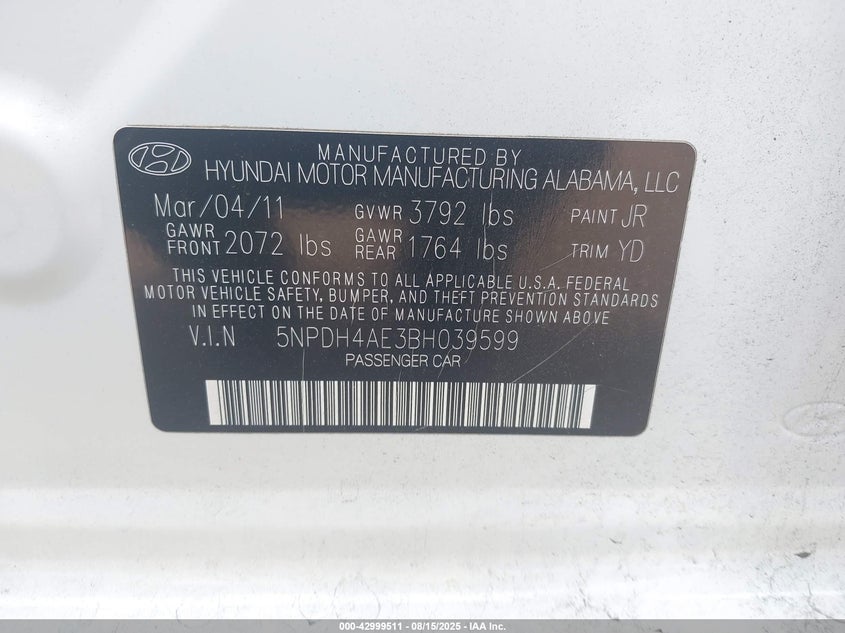 MANUFACTURED BY
HYUNDAI MOTOR MANUFACTURING ALABAMA, LLC
Mar/04/11 GVWR 3792 lbs PAINT JR
GAWR FRONT 2072 lbs GAWR REAR 1764 lbs TRIM YD
THIS VEHICLE CONFORMS TO ALL APPLICABLE U.S.A. FEDERAL
MOTOR VEHICLE SAFETY, BUMPER, AND THEFT PREVENTION STANDARDS
IN EFFECT ON THE DATE OF MANUFACTURE SHOWN ABOVE
V.I.N 5NPDH4AE3BH039599
PASSENGER CAR
000-42999511 - 08/15/2025 - IAA Inc.